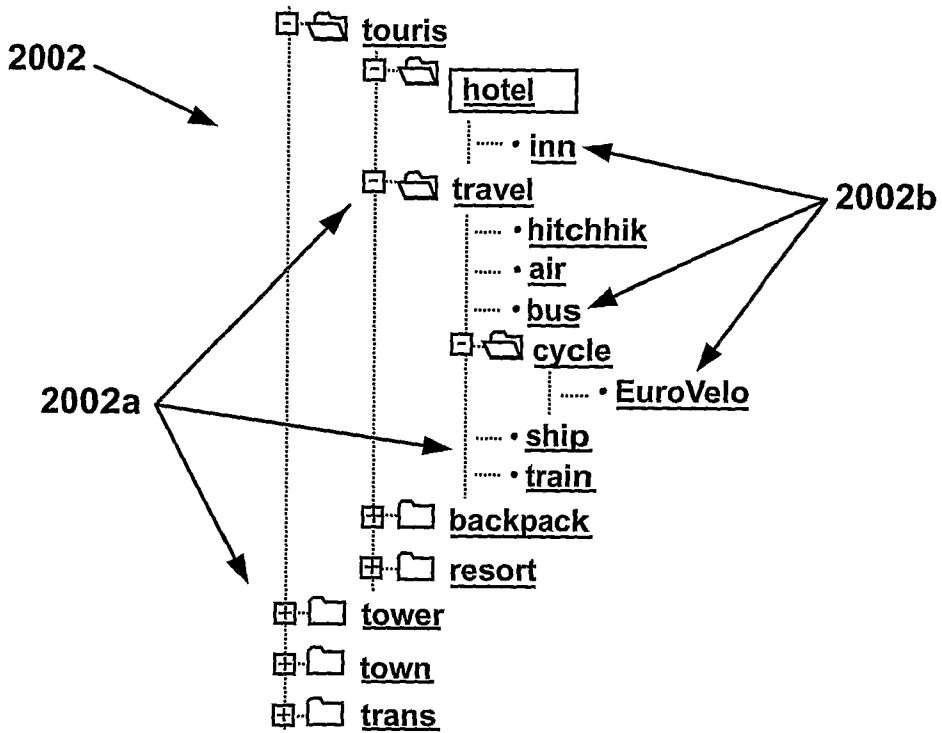 touris
2002
hotel
• inn
travel
2002b
• hitchhik
• air
• bus
cycle
• EuroVelo
2002a
• ship
• train
backpack
resort
tower
town
trans